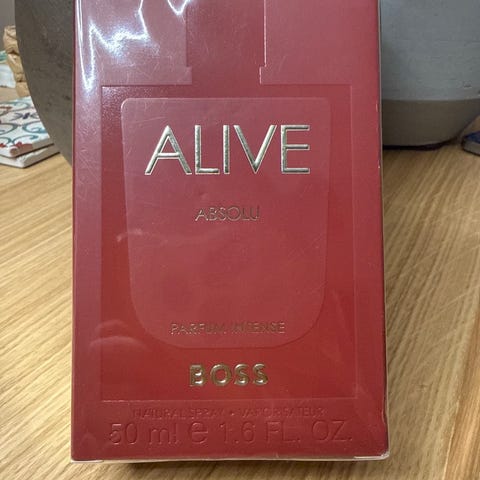 ALIVE
ABSOLU
PARFUM INTENSE
BOSS
NATURAL SPRAY • VAPORISATEUR
50 ml ℮ 1.6 FL. OZ.